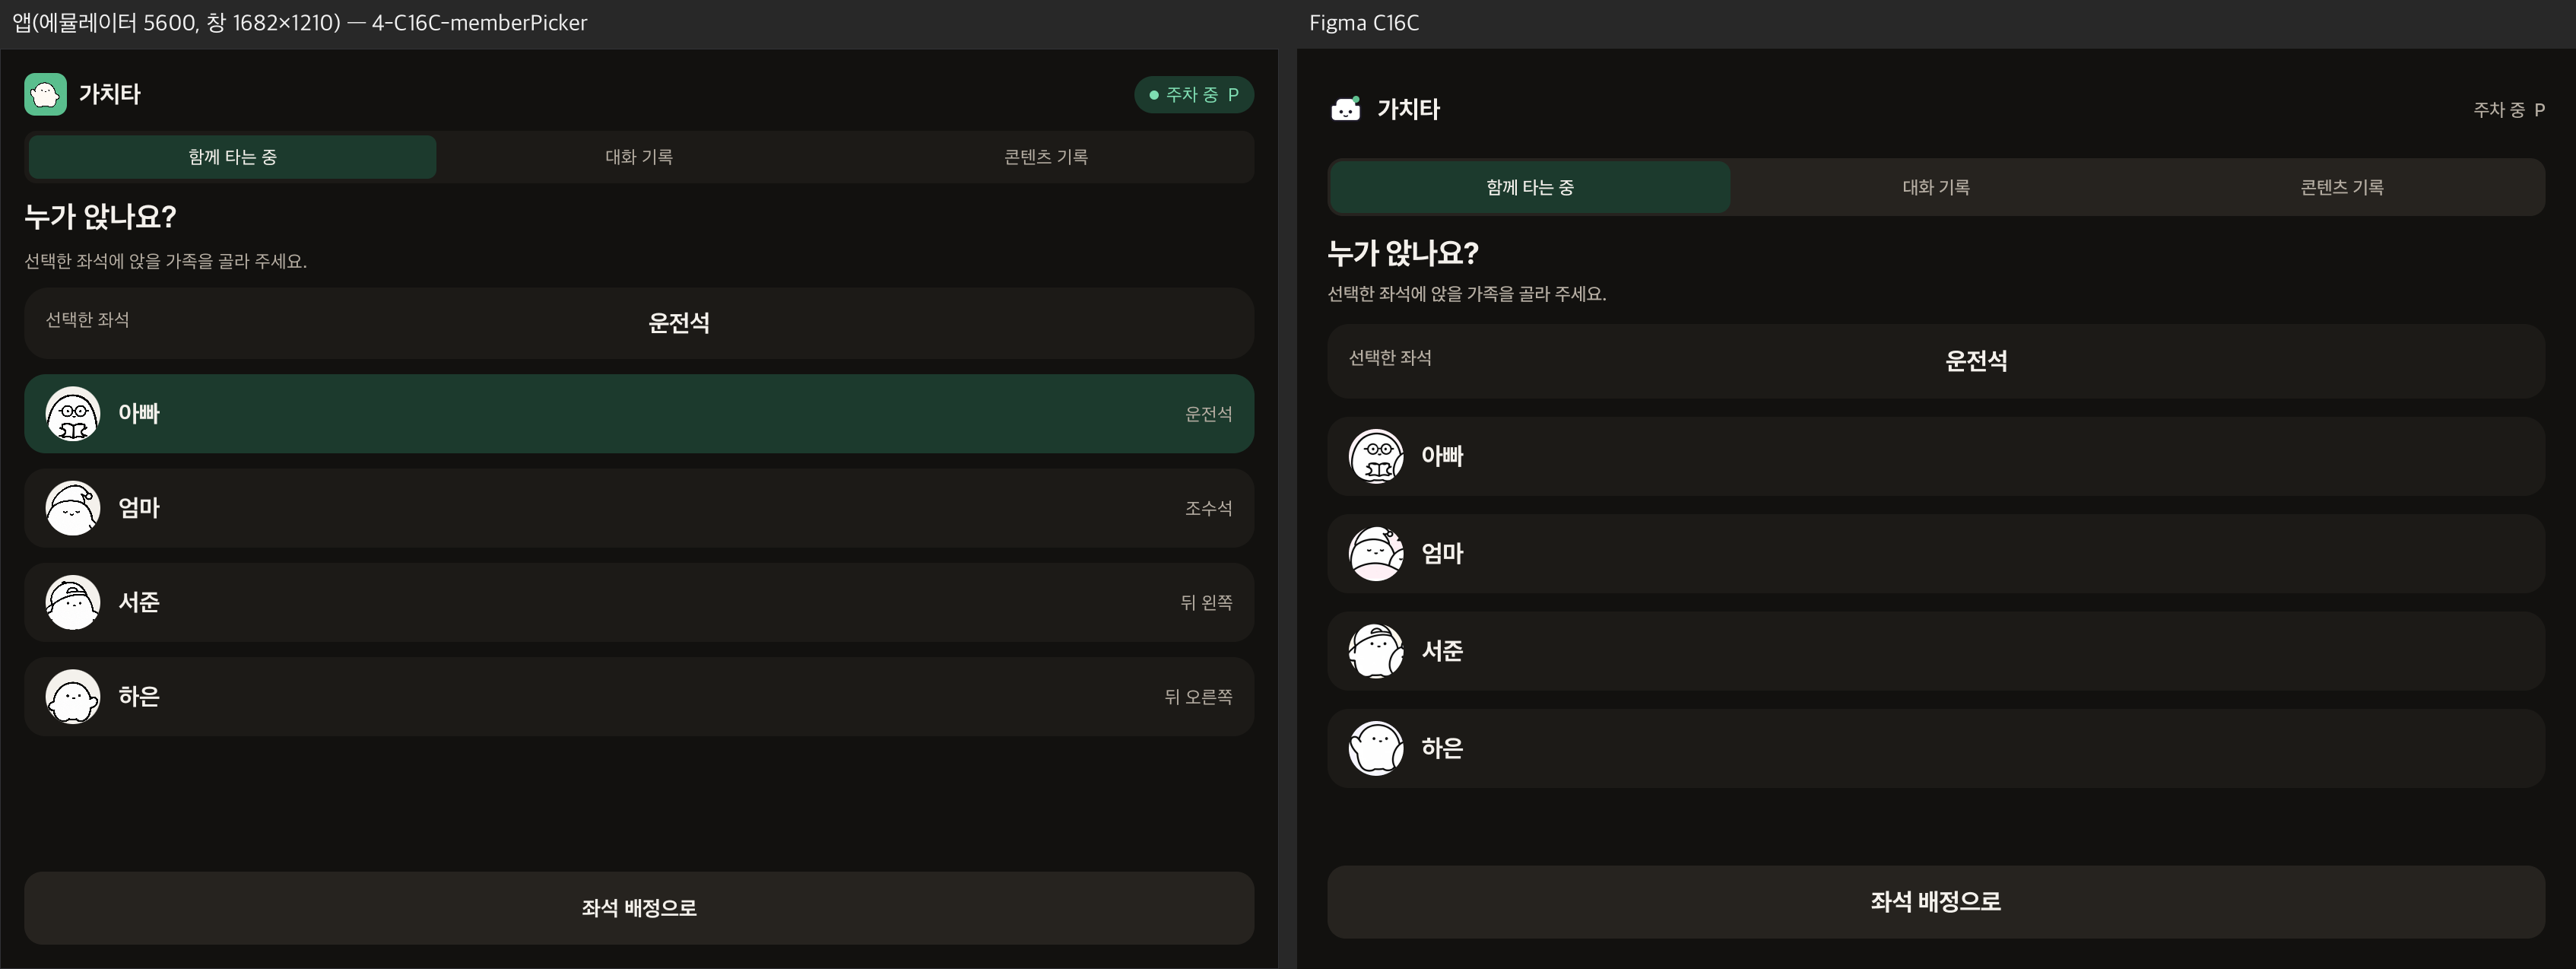 앱(에뮬레이터 5600, 창 1682×1210) — 4-C16C-memberPicker
가치타
주차 중 P
함께 타는 중
대화 기록
콘텐츠 기록
누가 앉나요?
선택한 좌석에 앉을 가족을 골라 주세요.
선택한 좌석
운전석
아빠
운전석
엄마
조수석
서준
뒤 왼쪽
하은
뒤 오른쪽
좌석 배정으로
Figma C16C
가치타
주차 중 P
함께 타는 중
대화 기록
콘텐츠 기록
누가 앉나요?
선택한 좌석에 앉을 가족을 골라 주세요.
선택한 좌석
운전석
아빠
엄마
서준
하은
좌석 배정으로